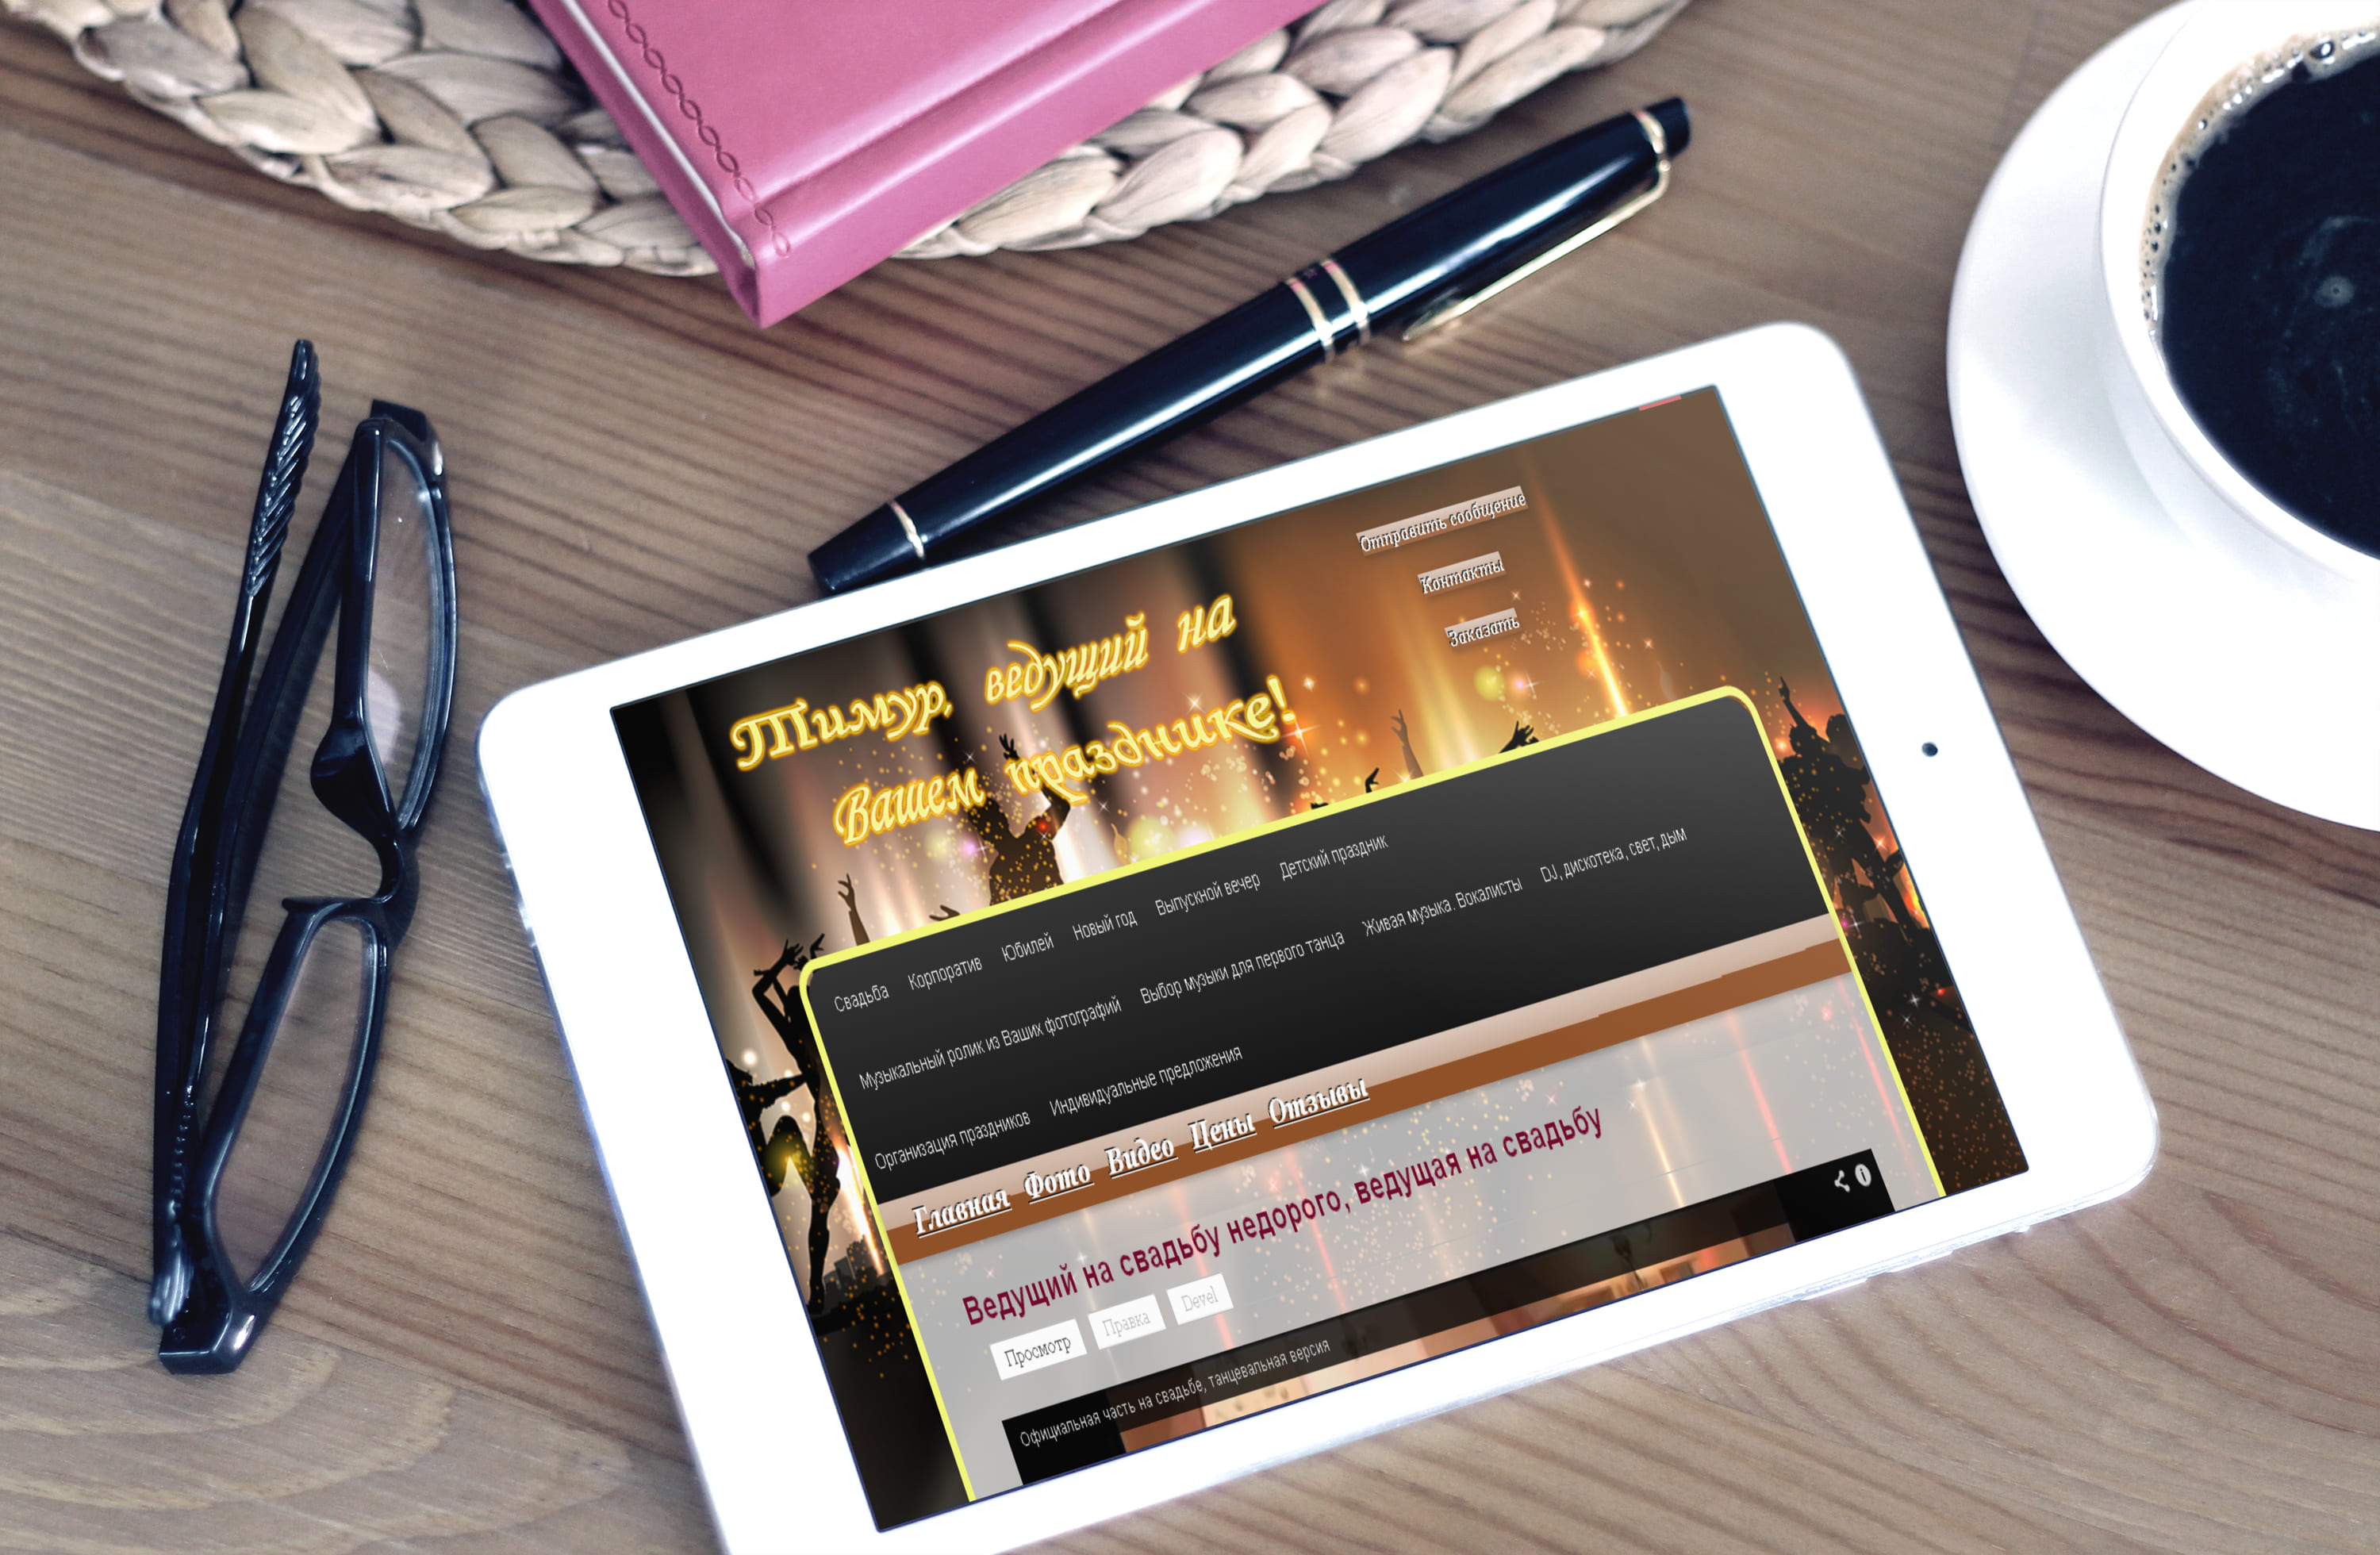 Отправить сообщение
Контакты
Заказать
Тимур, ведущий на
Вашем празднике!
Свадьба Корпоратив Юбилей Новый год Выпускной вечер Детский праздник
Музыкальный ролик из Ваших фотографий Выбор музыки для первого танца Живая музыка. Вокалисты DJ, дискотека, свет, дым
Организация праздников Индивидуальные предложения
Главная Фото Видео Цены Отзывы
Ведущий на свадьбу недорого, ведущая на свадьбу
Просмотр Правка Devel
Официальная часть на свадьбе, танцевальная версия